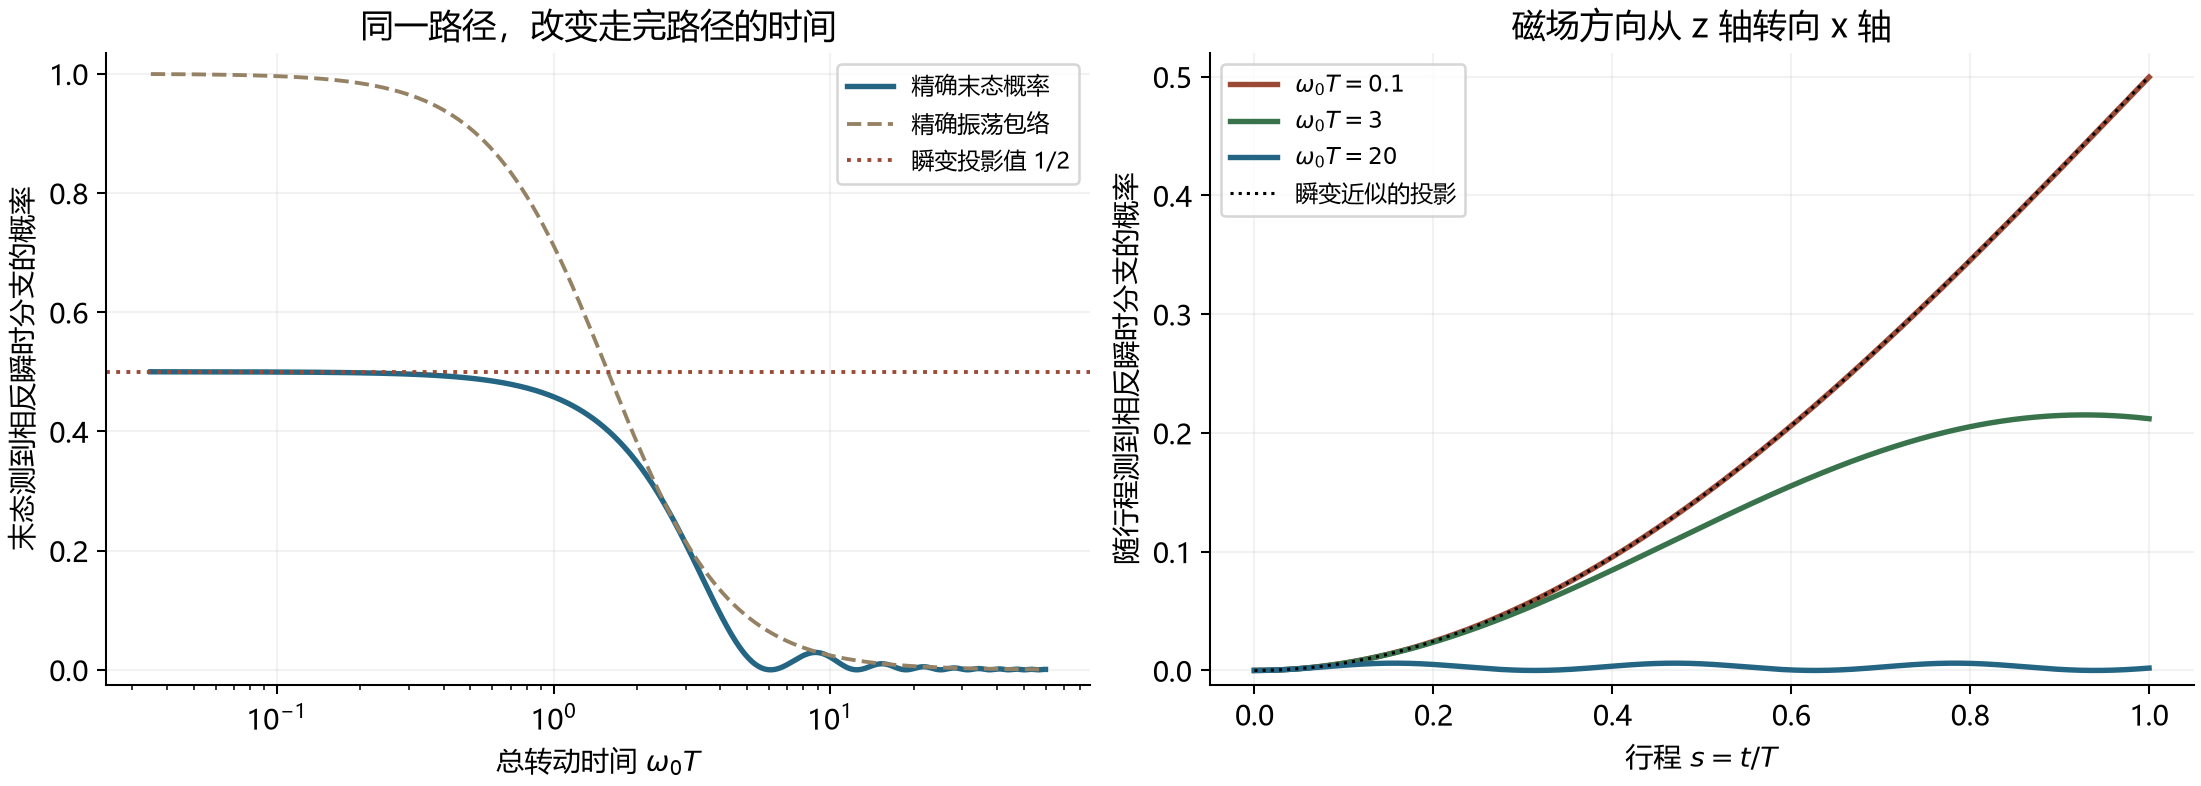 同一路径，改变走完路径的时间
末态测到相反瞬时分支的概率
1.0
0.8
0.6
0.4
0.2
0.0
精确末态概率
精确振荡包络
瞬变投影值 1/2
10⁻¹
10⁰
10¹
总转动时间 ω₀T
磁场方向从 z 轴转向 x 轴
随行程测到相反瞬时分支的概率
0.5
0.4
0.3
0.2
0.1
0.0
ω₀T = 0.1
ω₀T = 3
ω₀T = 20
瞬变近似的投影
0.0
0.2
0.4
0.6
0.8
1.0
行程 s = t/T